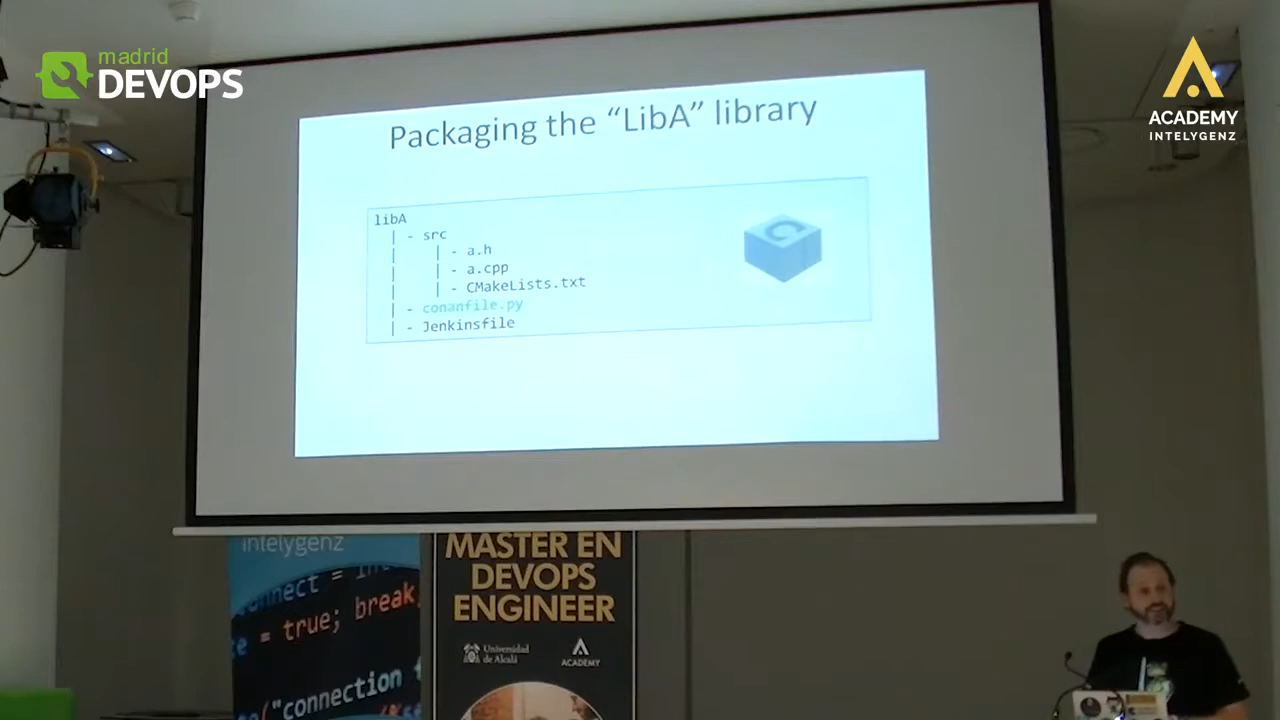 madrid
DEVOPS
ACADEMY
INTELYGENZ
Packaging the “LibA” library
libA
| - src
| | - a.h
| | - a.cpp
| | - CMakeLists.txt
| - conanfile.py
| - Jenkinsfile
intelygenz
connect =
= true; break;
("connection
MASTER EN
DEVOPS
ENGINEER
Universidad
de Alcalá
ACADEMY